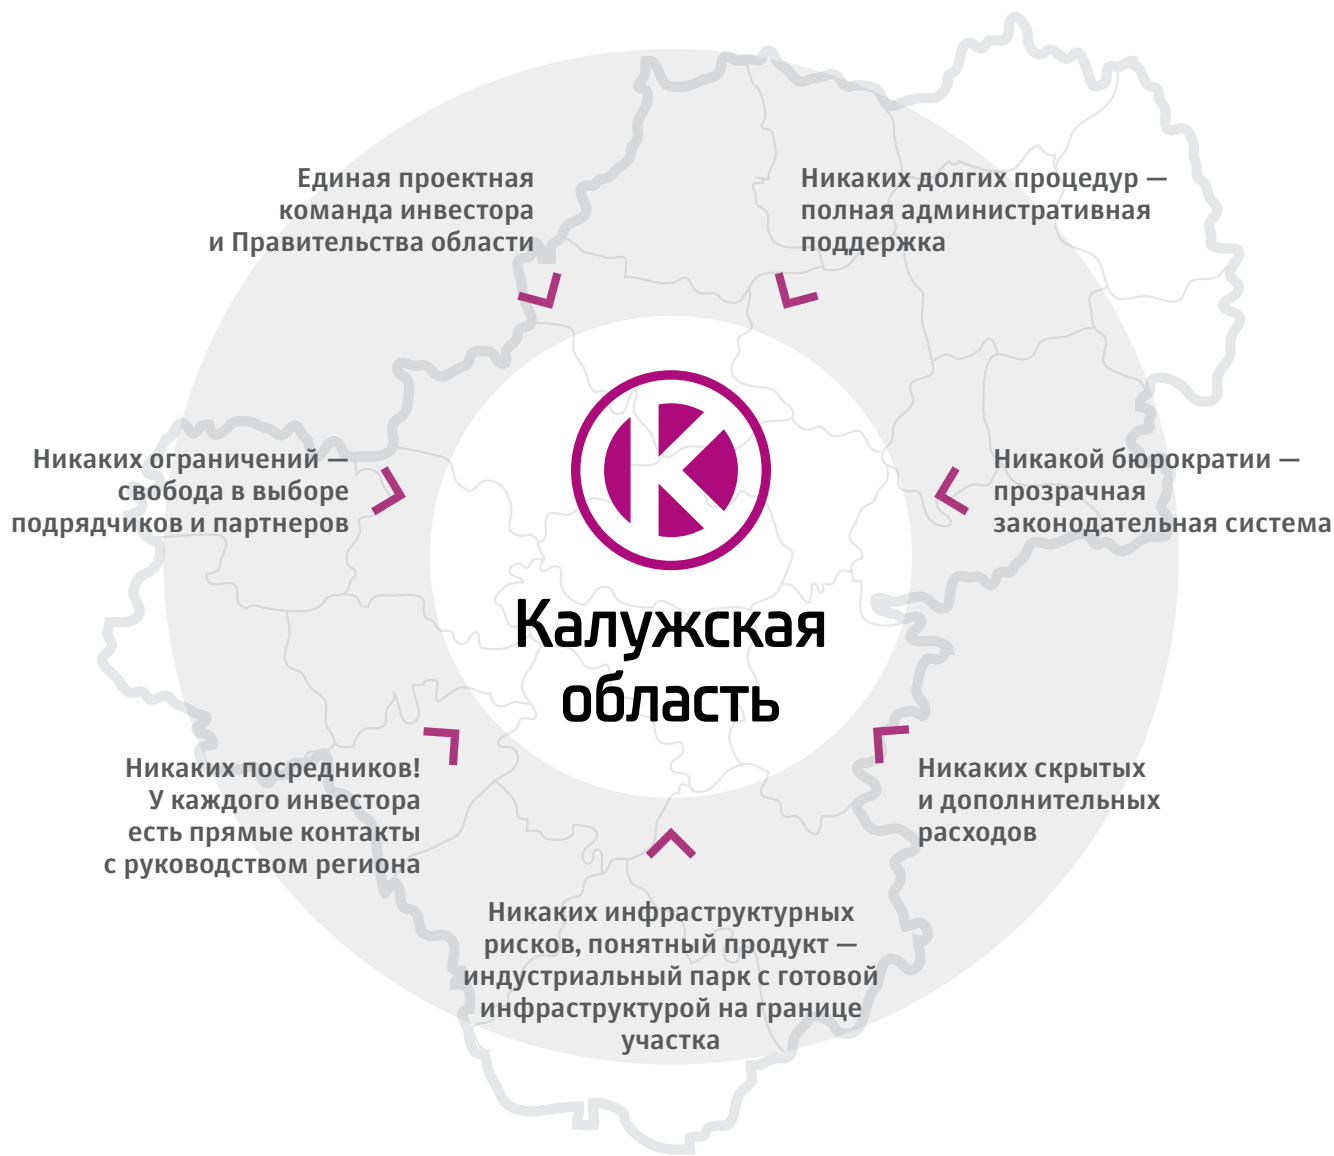 Единая проектная
команда инвестора
и Правительства области
Никаких долгих процедур —
полная административная
поддержка
Никаких ограничений —
свобода в выборе
подрядчиков и партнеров
Никакой бюрократии —
прозрачная
законодательная система
Калужская
область
Никаких посредников!
У каждого инвестора
есть прямые контакты
с руководством региона
Никаких скрытых
и дополнительных
расходов
Никаких инфраструктурных
рисков, понятный продукт —
индустриальный парк с готовой
инфраструктурой на границе
участка